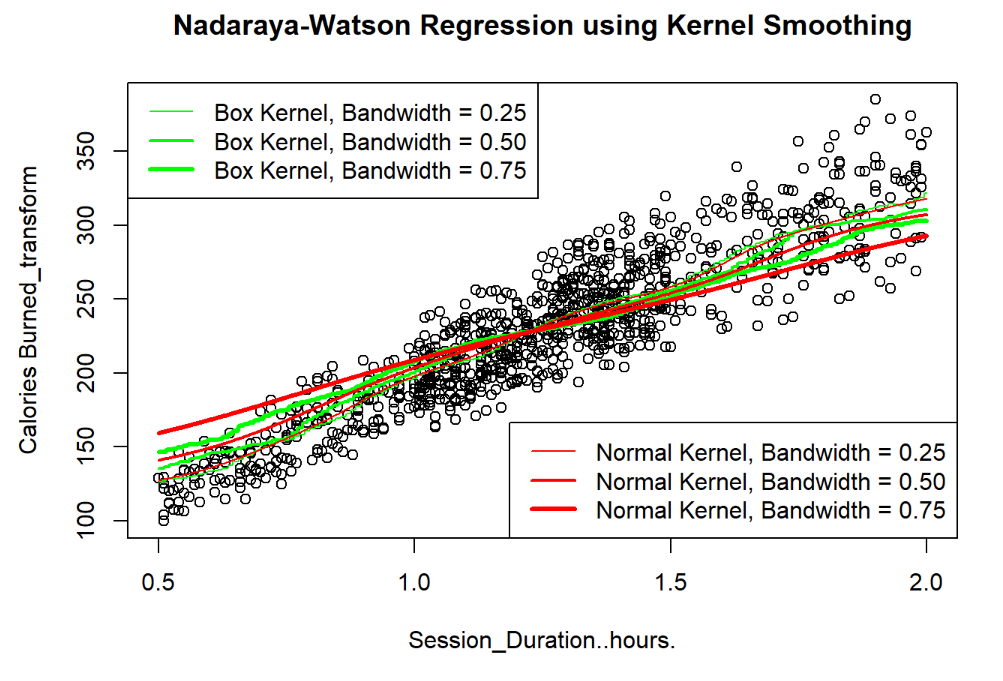 Nadaraya-Watson Regression using Kernel Smoothing
Box Kernel, Bandwidth = 0.25
Box Kernel, Bandwidth = 0.50
Box Kernel, Bandwidth = 0.75
Calories Burned_transform
350
300
250
200
150
100
Normal Kernel, Bandwidth = 0.25
Normal Kernel, Bandwidth = 0.50
Normal Kernel, Bandwidth = 0.75
0.5 1.0 1.5 2.0
Session_Duration..hours.